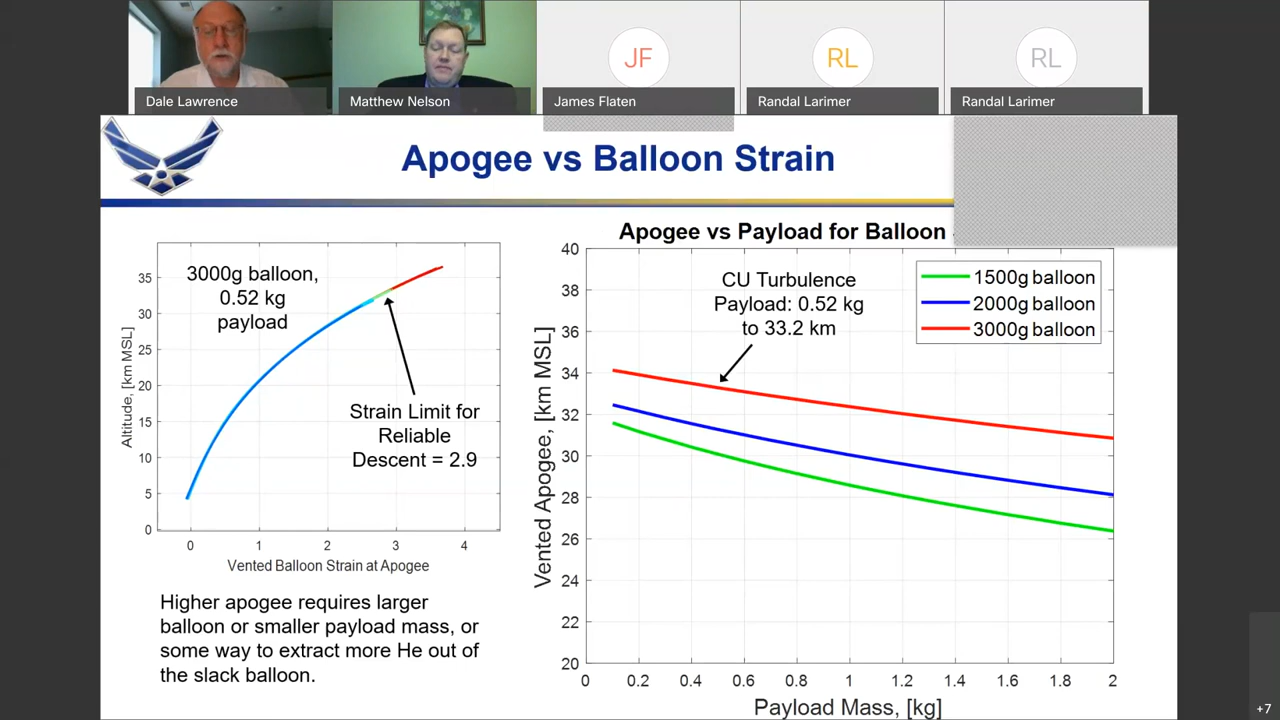 JF
RL
RL
Dale Lawrence
Matthew Nelson
James Flaten
Randal Larimer
Randal Larimer
Apogee vs Balloon Strain
3000g balloon,
0.52 kg
payload
Strain Limit for
Reliable
Descent = 2.9
Altitude, [km MSL]
35
30
25
20
15
10
5
0
0
1
2
3
4
Vented Balloon Strain at Apogee
Higher apogee requires larger
balloon or smaller payload mass, or
some way to extract more He out of
the slack balloon.
Apogee vs Payload for Balloon
CU Turbulence
Payload: 0.52 kg
to 33.2 km
1500g balloon
2000g balloon
3000g balloon
Vented Apogee, [km MSL]
40
38
36
34
32
30
28
26
24
22
20
0
0.2
0.4
0.6
0.8
1
1.2
1.4
1.6
1.8
2
Payload Mass, [kg]
+7